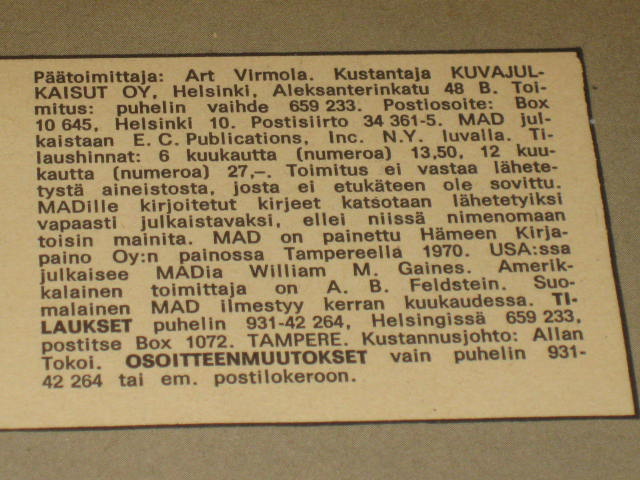 Päätoimittaja: Art Virmola. Kustantaja KUVAJUL-
KAISUT OY, Helsinki, Aleksanterinkatu 48 B. Toi-
mitus: puhelin vaihde 659 233. Postiosoite: Box
10 645, Helsinki 10. Postisiirto 34 361-5. MAD jul-
kaistaan E. C. Publications, Inc. N.Y. luvalla. Ti-
laushinnat: 6 kuukautta (numeroa) 13,50, 12 kuu-
kautta (numeroa) 27,–. Toimitus ei vastaa lähete-
tystä aineistosta, josta ei etukäteen ole sovittu.
MADille kirjoitetut kirjeet katsotaan lähetetyiksi
vapaasti julkaistavaksi, ellei niissä nimenomaan
toisin mainita. MAD on painettu Hämeen Kirja-
paino Oy:n painossa Tampereella 1970. USA:ssa
julkaisee MADia William M. Gaines. Amerik-
kalainen toimittaja on A. B. Feldstein. Suo-
malainen MAD ilmestyy kerran kuukaudessa. TI-
LAUKSET puhelin 931-42 264, Helsingissä 659 233,
postitse Box 1072. TAMPERE. Kustannusjohto: Allan
Tokoi. OSOITTEENMUUTOKSET vain puhelin 931-
42 264 tai em. postilokeroon.